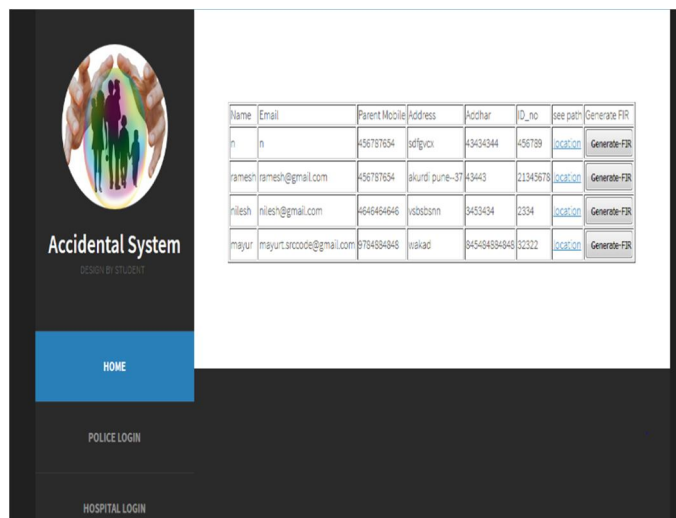 Accidental System
DESIGN BY STUDENT
HOME
POLICE LOGIN
HOSPITAL LOGIN
Name Email Parent Mobile Address Addhar ID_no see path Generate FIR
n n 456787654 sdfgvcx 43434344 456789 location Generate-FIR
ramesh ramesh@gmail.com 456787654 akurdi pune--37 43443 21345678 location Generate-FIR
nilesh nilesh@gmail.com 4646464646 vsbsbsnn 3453434 2334 location Generate-FIR
mayur mayurt.srccode@gmail.com 9784884848 wakad 845484884848 32322 location Generate-FIR